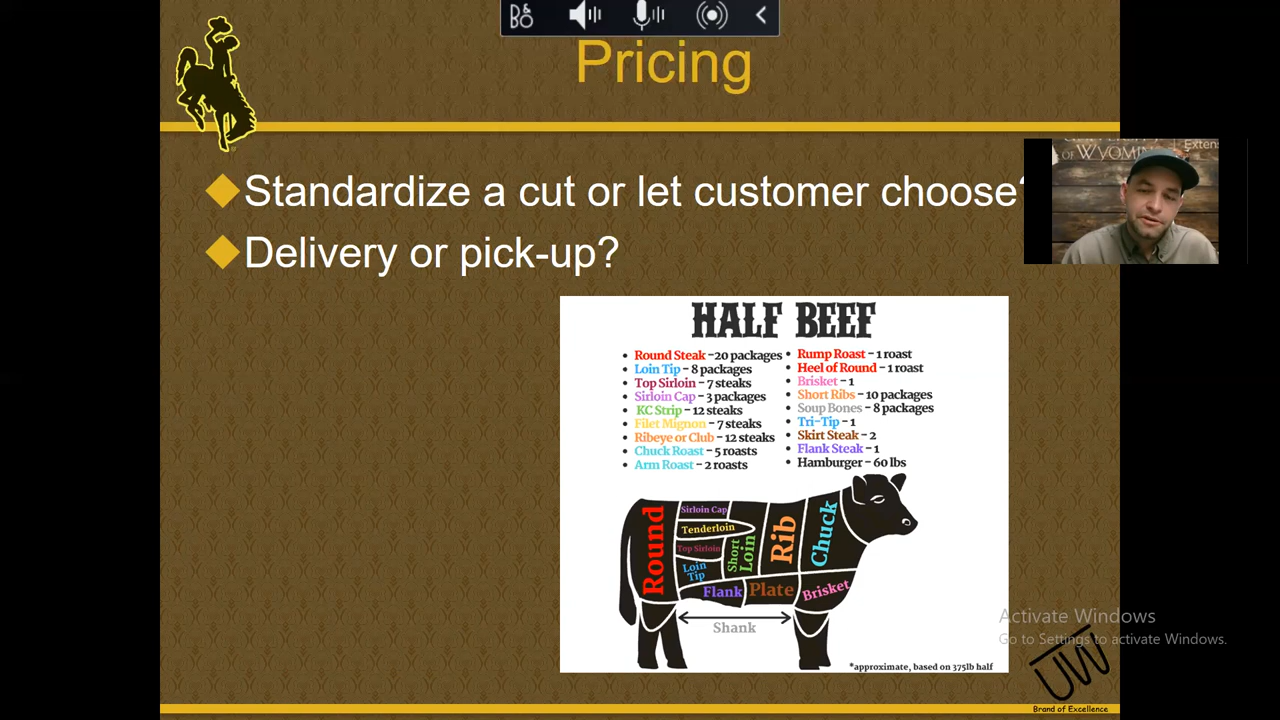 B&O
Pricing
Standardize a cut or let customer choose?
Delivery or pick-up?
OF WYOMING Extens
HALF BEEF
• Round Steak -20 packages
• Loin Tip - 8 packages
• Top Sirloin - 7 steaks
• Sirloin Cap - 3 packages
• KC Strip - 12 steaks
• Filet Mignon - 7 steaks
• Ribeye or Club - 12 steaks
• Chuck Roast - 5 roasts
• Arm Roast - 2 roasts
• Rump Roast - 1 roast
• Heel of Round - 1 roast
• Brisket - 1
• Short Ribs - 10 packages
• Soup Bones - 8 packages
• Tri-Tip - 1
• Skirt Steak - 2
• Flank Steak - 1
• Hamburger - 60 lbs
Round
Sirloin Cap
Tenderloin
Top Sirloin
Loin
Tip
Short
Loin
Rib
Chuck
Flank
Plate
Brisket
Shank
*approximate, based on 375lb half
Activate Windows
Go to Settings to activate Windows.
UW
Brand of Excellence